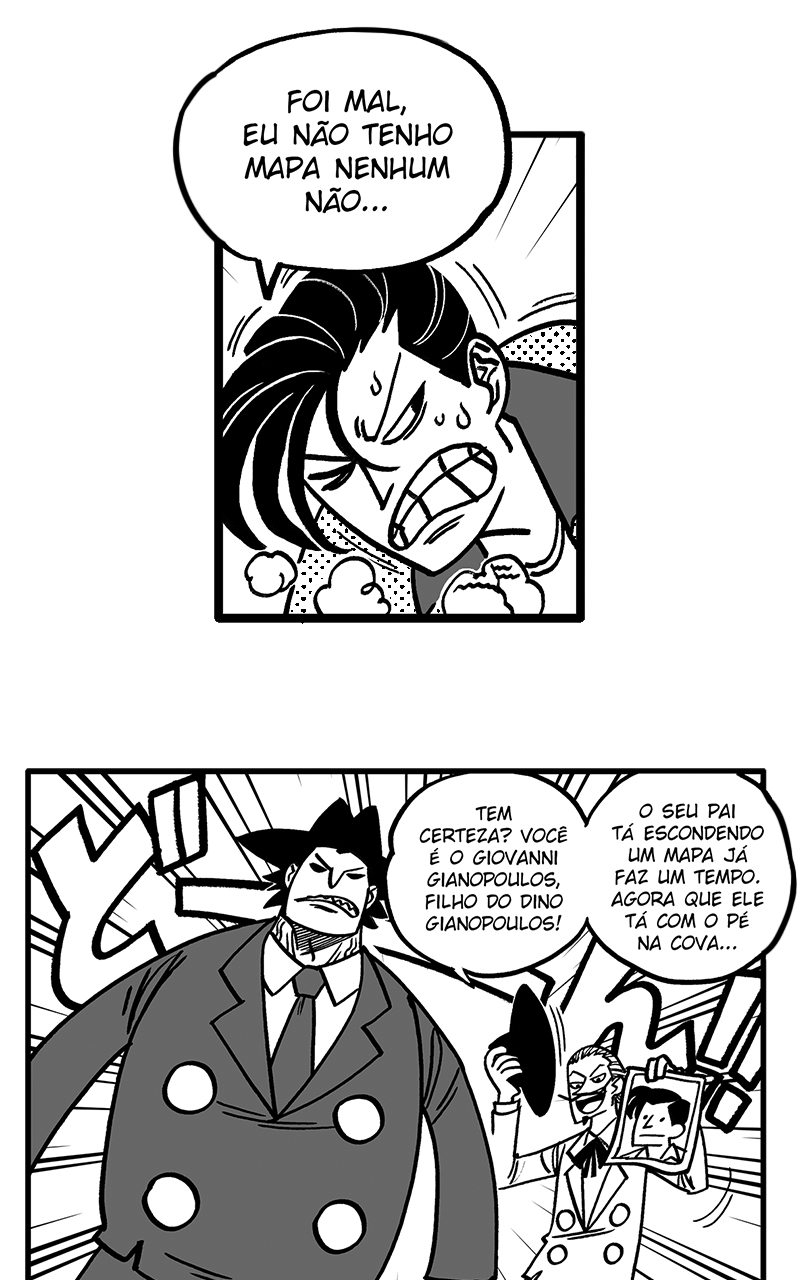 FOI MAL,
EU NÃO TENHO
MAPA NENHUM
NÃO...
TEM
CERTEZA? VOCÊ
É O GIOVANNI
GIANOPOULOS,
FILHO DO DINO
GIANOPOULOS!
O SEU PAI
TÁ ESCONDENDO
UM MAPA JÁ
FAZ UM TEMPO.
AGORA QUE ELE
TÁ COM O PÉ
NA COVA...